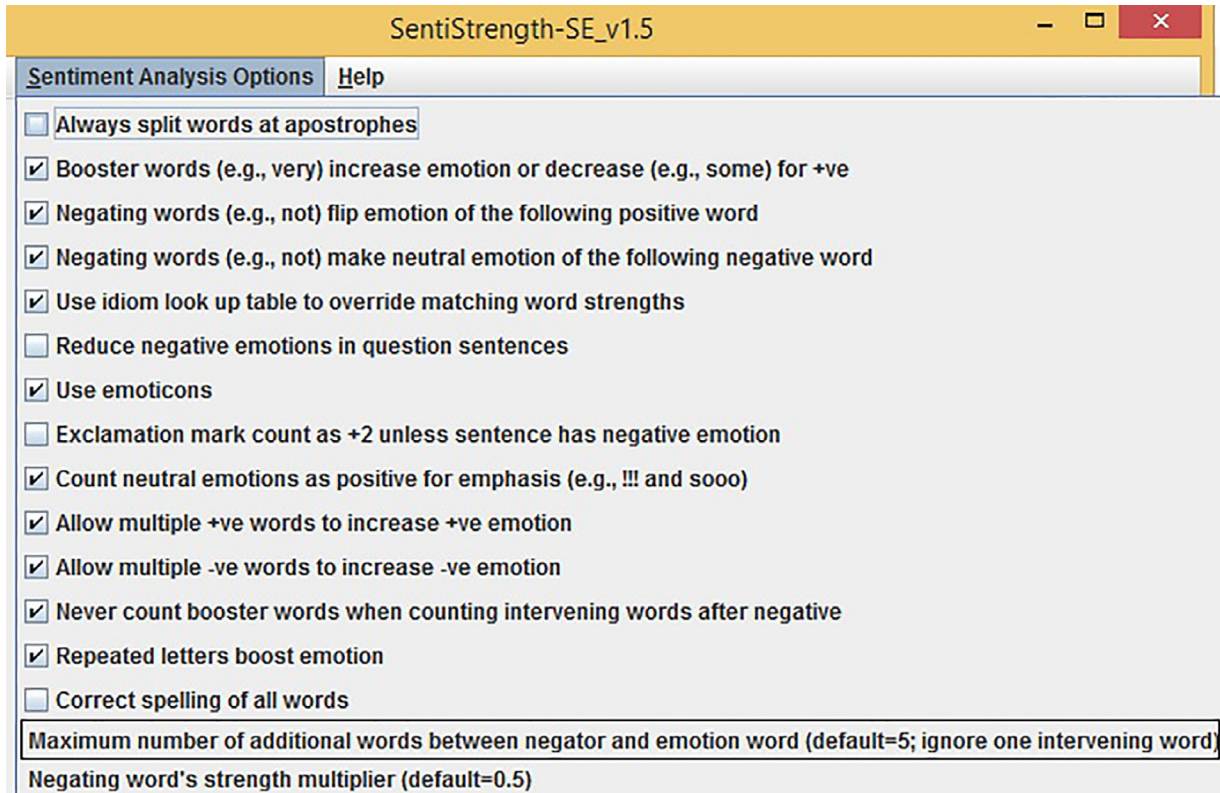 SentiStrength-SE_v1.5
Sentiment Analysis Options Help
Always split words at apostrophes
Booster words (e.g., very) increase emotion or decrease (e.g., some) for +ve
Negating words (e.g., not) flip emotion of the following positive word
Negating words (e.g., not) make neutral emotion of the following negative word
Use idiom look up table to override matching word strengths
Reduce negative emotions in question sentences
Use emoticons
Exclamation mark count as +2 unless sentence has negative emotion
Count neutral emotions as positive for emphasis (e.g., !!! and sooo)
Allow multiple +ve words to increase +ve emotion
Allow multiple -ve words to increase -ve emotion
Never count booster words when counting intervening words after negative
Repeated letters boost emotion
Correct spelling of all words
Maximum number of additional words between negator and emotion word (default=5; ignore one intervening word)
Negating word's strength multiplier (default=0.5)